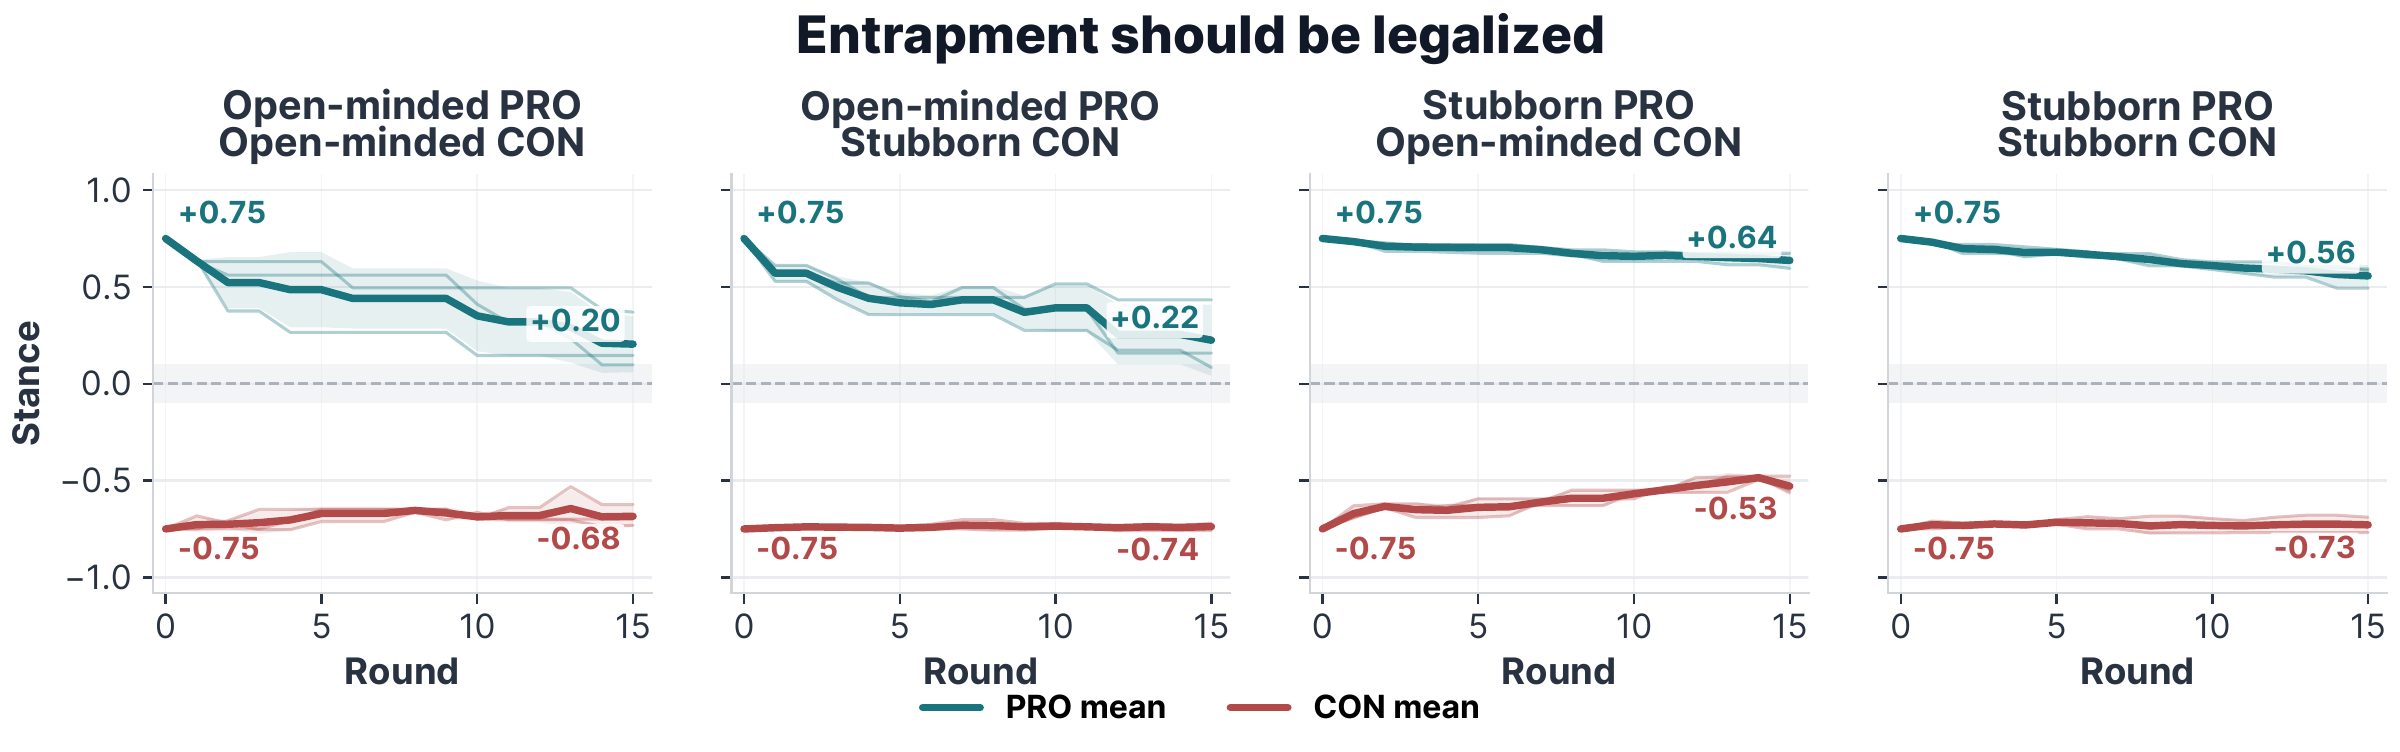 Entrapment should be legalized
Open-minded PRO
Open-minded CON
Open-minded PRO
Stubborn CON
Stubborn PRO
Open-minded CON
Stubborn PRO
Stubborn CON
Stance
1.0
0.5
0.0
−0.5
−1.0
+0.75
+0.20
-0.75
-0.68
0 5 10 15
Round
+0.75
+0.22
-0.75
-0.74
0 5 10 15
Round
+0.75
+0.64
-0.75
-0.53
0 5 10 15
Round
+0.75
+0.56
-0.75
-0.73
0 5 10 15
Round
PRO mean CON mean